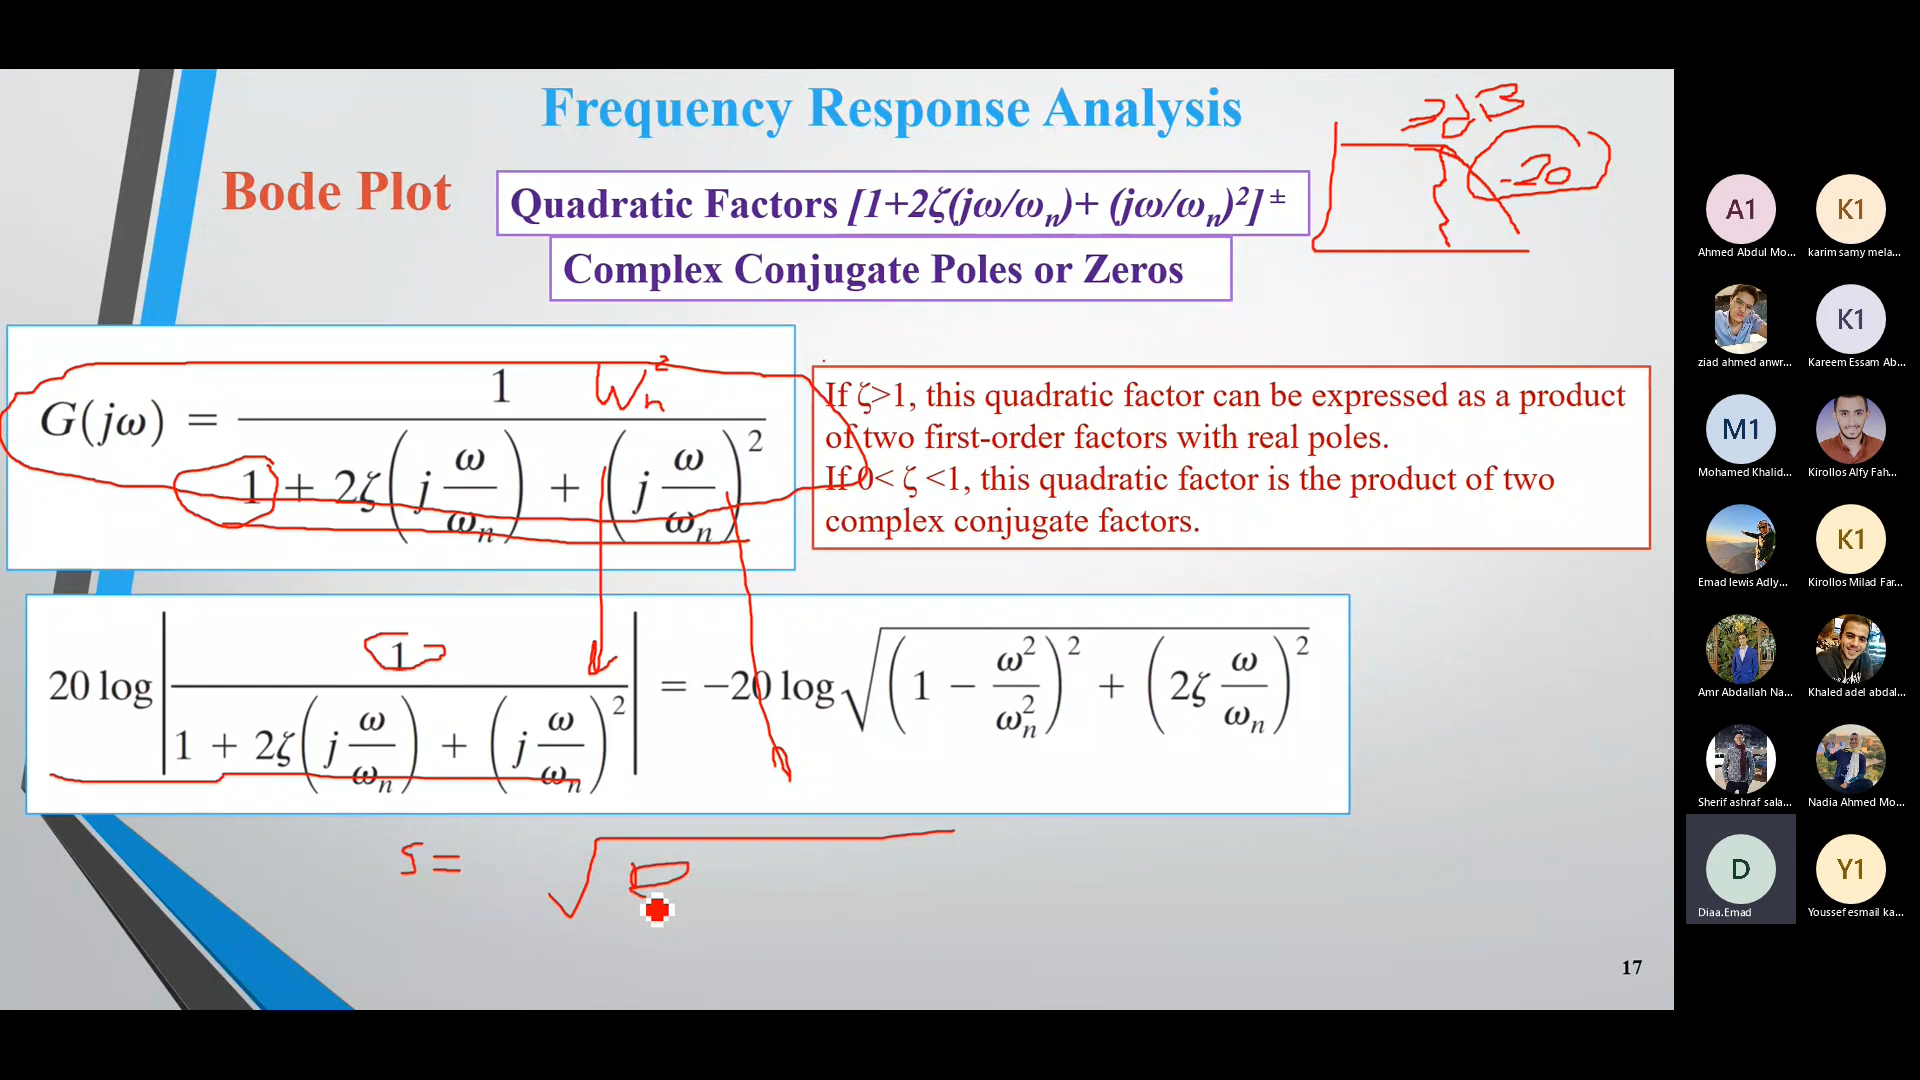 Frequency Response Analysis
Bode Plot
Quadratic Factors [1+2ζ(jω/ωn)+ (jω/ωn)²]±
Complex Conjugate Poles or Zeros
3dB
-20
G(jω) = 1 / (1 + 2ζ(j ω/ωn) + (j ω/ωn)²)
Wn²
If ζ>1, this quadratic factor can be expressed as a product
of two first-order factors with real poles.
If 0< ζ <1, this quadratic factor is the product of two
complex conjugate factors.
20 log |1 / (1 + 2ζ(j ω/ωn) + (j ω/ωn)²)| = −20 log √((1 − ω²/ωn²)² + (2ζ ω/ωn)²)
S = √
17
A1
Ahmed Abdul Mo...
K1
karim samy mela...
ziad ahmed anwr...
K1
Kareem Essam Ab...
M1
Mohamed Khalid...
Kirollos Alfy Fah...
Emad lewis Adly...
K1
Kirollos Milad Far...
Amr Abdallah Na...
Khaled adel abdal...
Sherif ashraf sala...
Nadia Ahmed Mo...
D
Diaa.Emad
Y1
Youssef esmail ka...